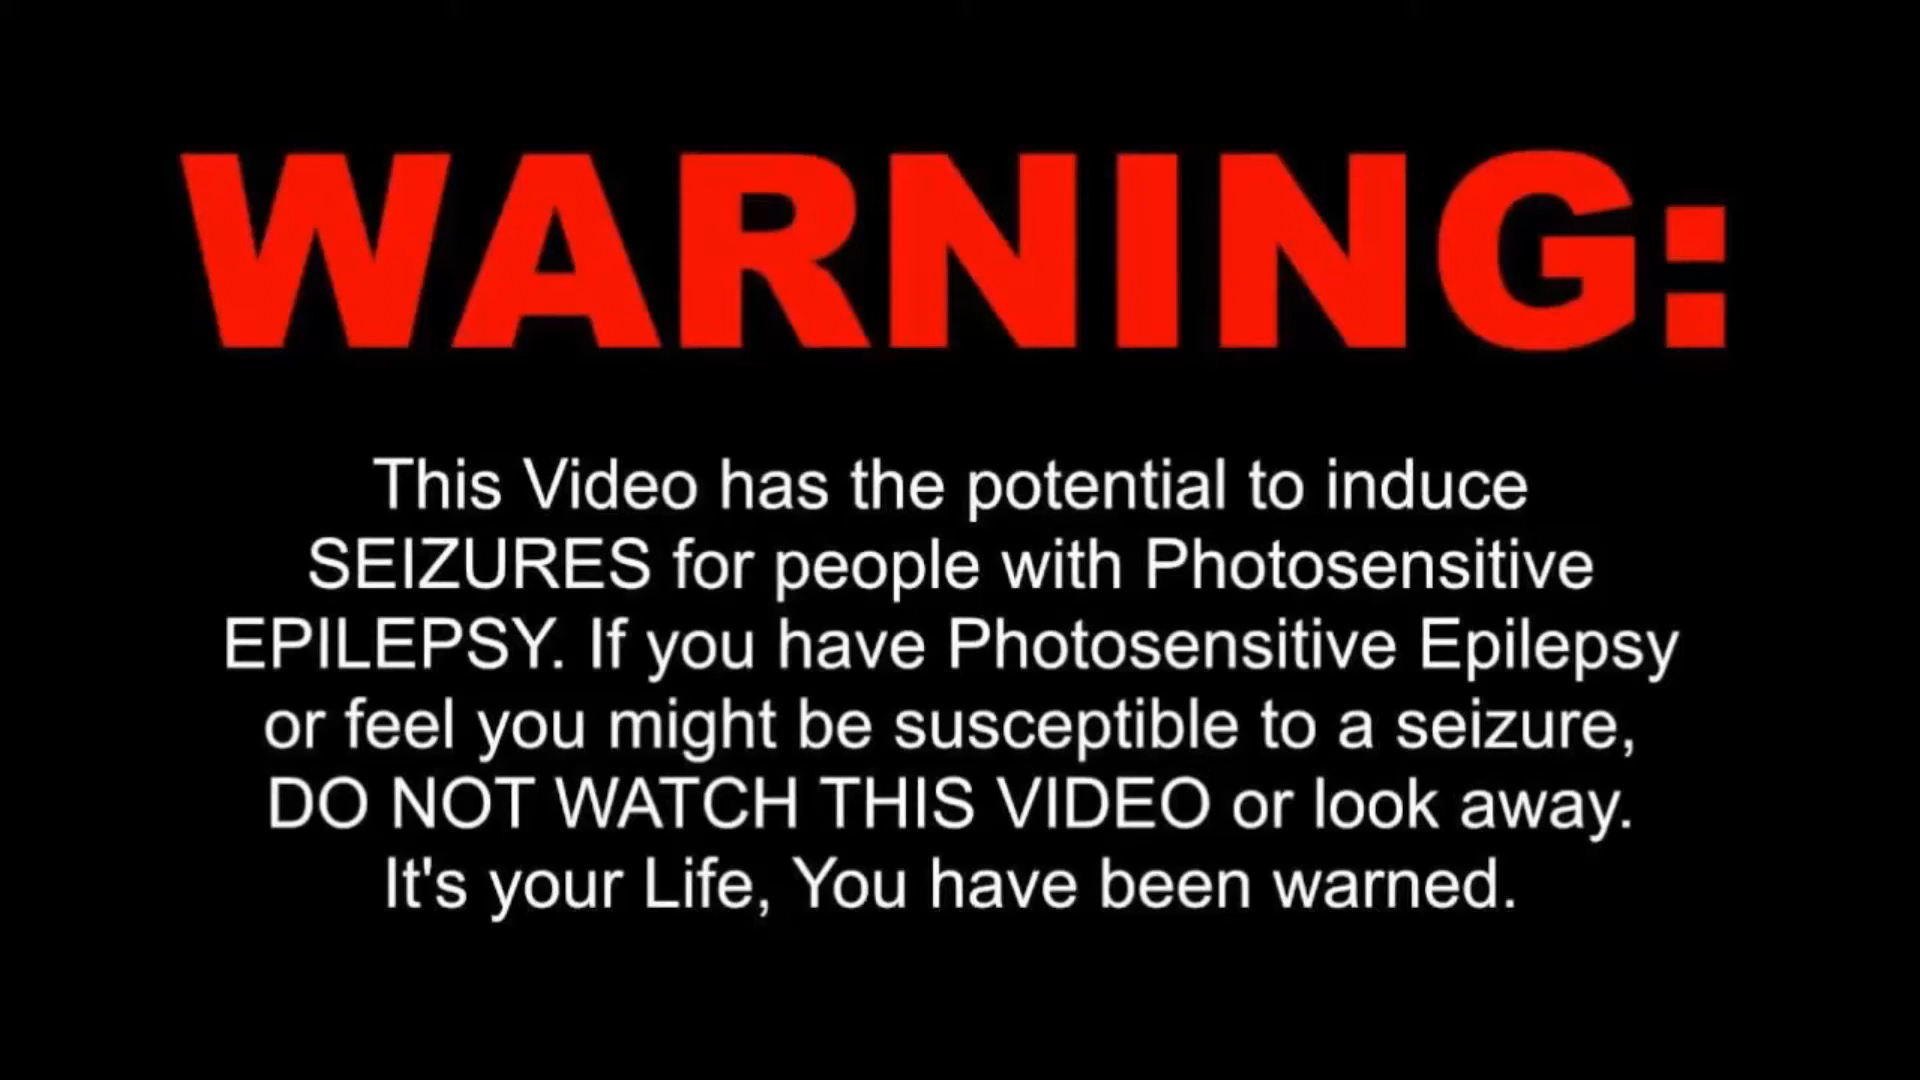 WARNING:
This Video has the potential to induce
SEIZURES for people with Photosensitive
EPILEPSY. If you have Photosensitive Epilepsy
or feel you might be susceptible to a seizure,
DO NOT WATCH THIS VIDEO or look away.
It's your Life, You have been warned.